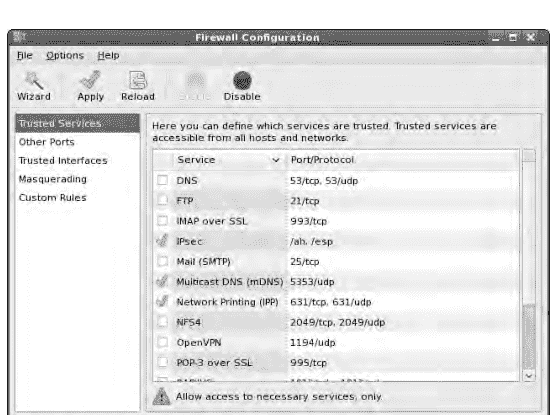 Firewall Configuration
File Options Help
Wizard Apply Reload Disable
Trusted Services
Other Ports
Trusted Interfaces
Masquerading
Custom Rules
Here you can define which services are trusted. Trusted services are
accessible from all hosts and networks.
Service Port/Protocol
DNS 53/tcp, 53/udp
FTP 21/tcp
IMAP over SSL 993/tcp
IPsec /ah, /esp
Mail (SMTP) 25/tcp
Multicast DNS (mDNS) 5353/udp
Network Printing (IPP) 631/tcp, 631/udp
NFS4 2049/tcp, 2049/udp
OpenVPN 1194/udp
POP-3 over SSL 995/tcp
Allow access to necessary services, only.